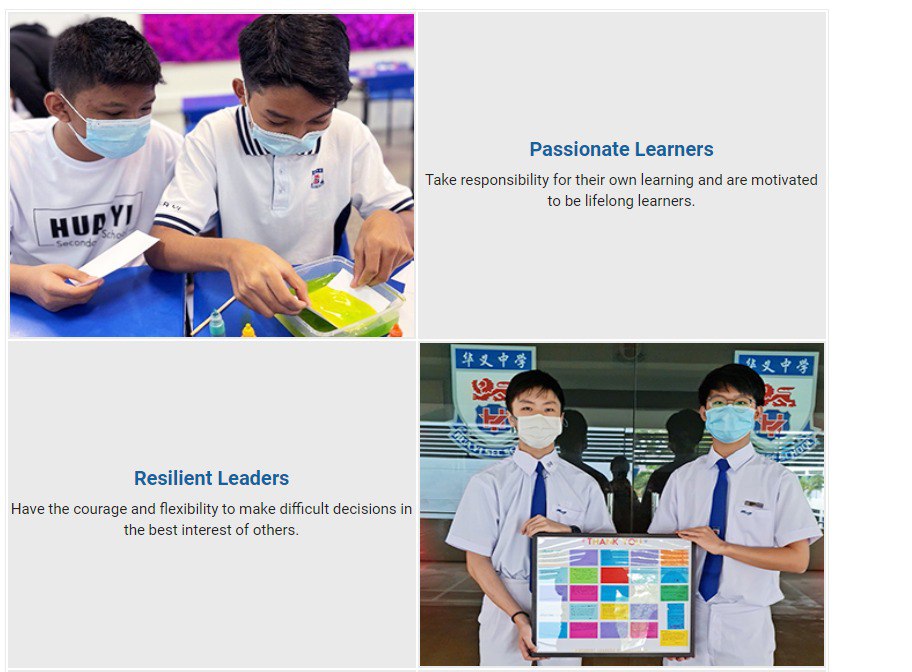 HUA YI
Secondary School
Passionate Learners
Take responsibility for their own learning and are motivated
to be lifelong learners.
Resilient Leaders
Have the courage and flexibility to make difficult decisions in
the best interest of others.
华义中学
华义中学
THANK YOU